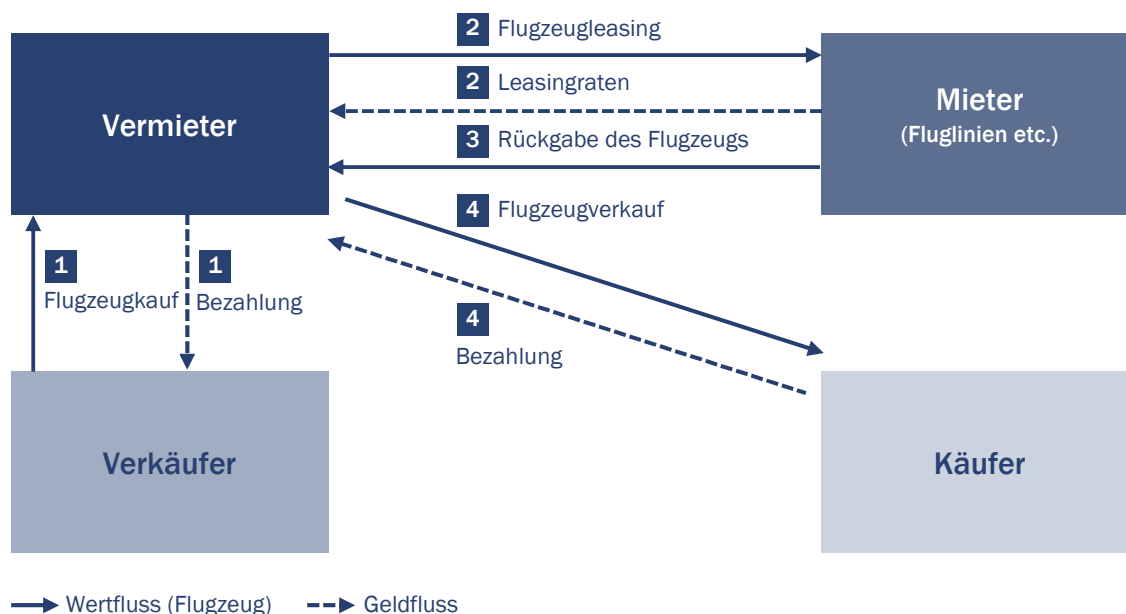 2 Flugzeugleasing
2 Leasingraten
3 Rückgabe des Flugzeugs
Vermieter
Mieter
(Fluglinien etc.)
4 Flugzeugverkauf
1
Flugzeugkauf
1
Bezahlung
4
Bezahlung
Verkäufer
Käufer
Wertfluss (Flugzeug) Geldfluss